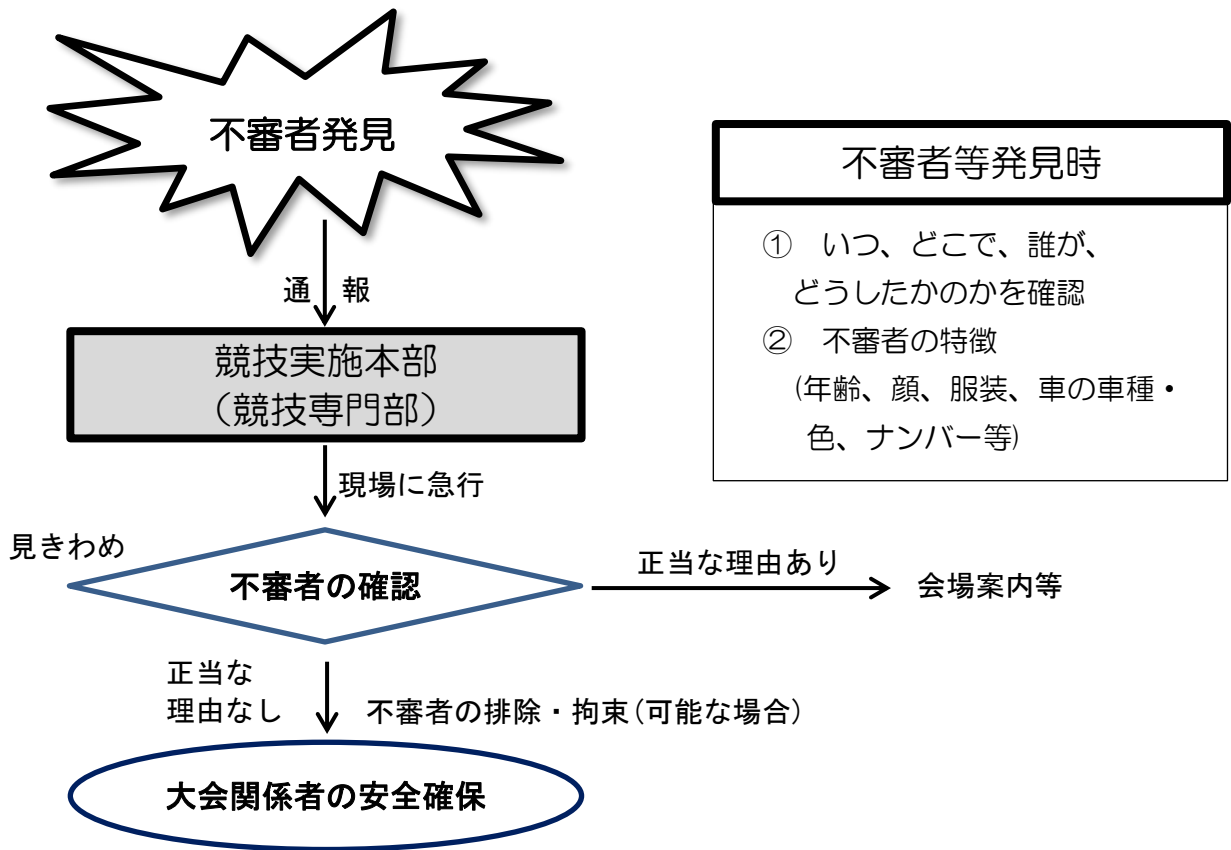 不審者発見
通 報
競技実施本部
（競技専門部）
現場に急行
見きわめ
不審者の確認
正当な理由あり
会場案内等
正当な
理由なし
不審者の排除・拘束(可能な場合)
大会関係者の安全確保
不審者等発見時
① いつ、どこで、誰が、
どうしたかのかを確認
② 不審者の特徴
(年齢、顔、服装、車の車種・
色、ナンバー等)